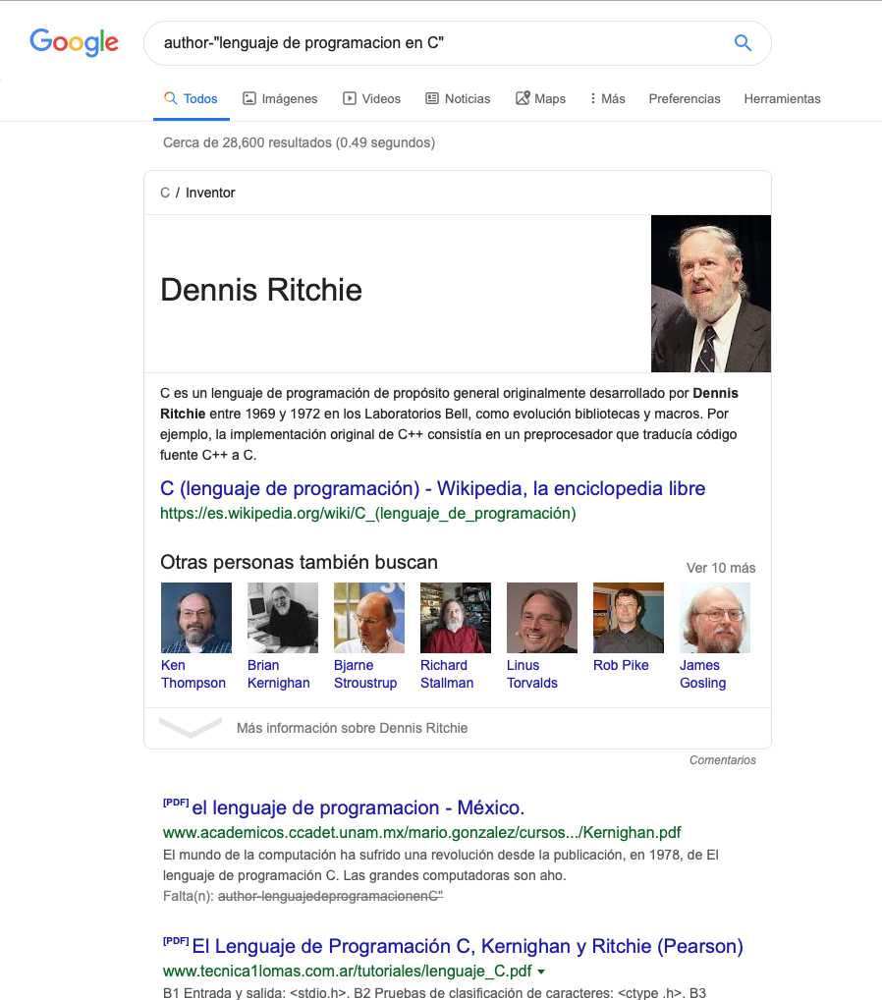 Google
author-"lenguaje de programacion en C"
Todos Imágenes Videos Noticias Maps Más Preferencias Herramientas
Cerca de 28,600 resultados (0.49 segundos)
C / Inventor
Dennis Ritchie
C es un lenguaje de programación de propósito general originalmente desarrollado por Dennis
Ritchie entre 1969 y 1972 en los Laboratorios Bell, como evolución bibliotecas y macros. Por
ejemplo, la implementación original de C++ consistía en un preprocesador que traducía código
fuente C++ a C.
C (lenguaje de programación) - Wikipedia, la enciclopedia libre
https://es.wikipedia.org/wiki/C_(lenguaje_de_programación)
Otras personas también buscan
Ver 10 más
Ken Thompson
Brian Kernighan
Bjarne Stroustrup
Richard Stallman
Linus Torvalds
Rob Pike
James Gosling
Más información sobre Dennis Ritchie
Comentarios
[PDF] el lenguaje de programacion - México.
www.academicos.ccadet.unam.mx/mario.gonzalez/cursos.../Kernighan.pdf
El mundo de la computación ha sufrido una revolución desde la publicación, en 1978, de El
lenguaje de programación C. Las grandes computadoras son aho.
Falta(n): author-lenguajedeprogramacionenC"
[PDF] El Lenguaje de Programación C, Kernighan y Ritchie (Pearson)
www.tecnica1lomas.com.ar/tutoriales/lenguaje_C.pdf
B1 Entrada y salida: <stdio.h>. B2 Pruebas de clasificación de caracteres: <ctype .h>. B3